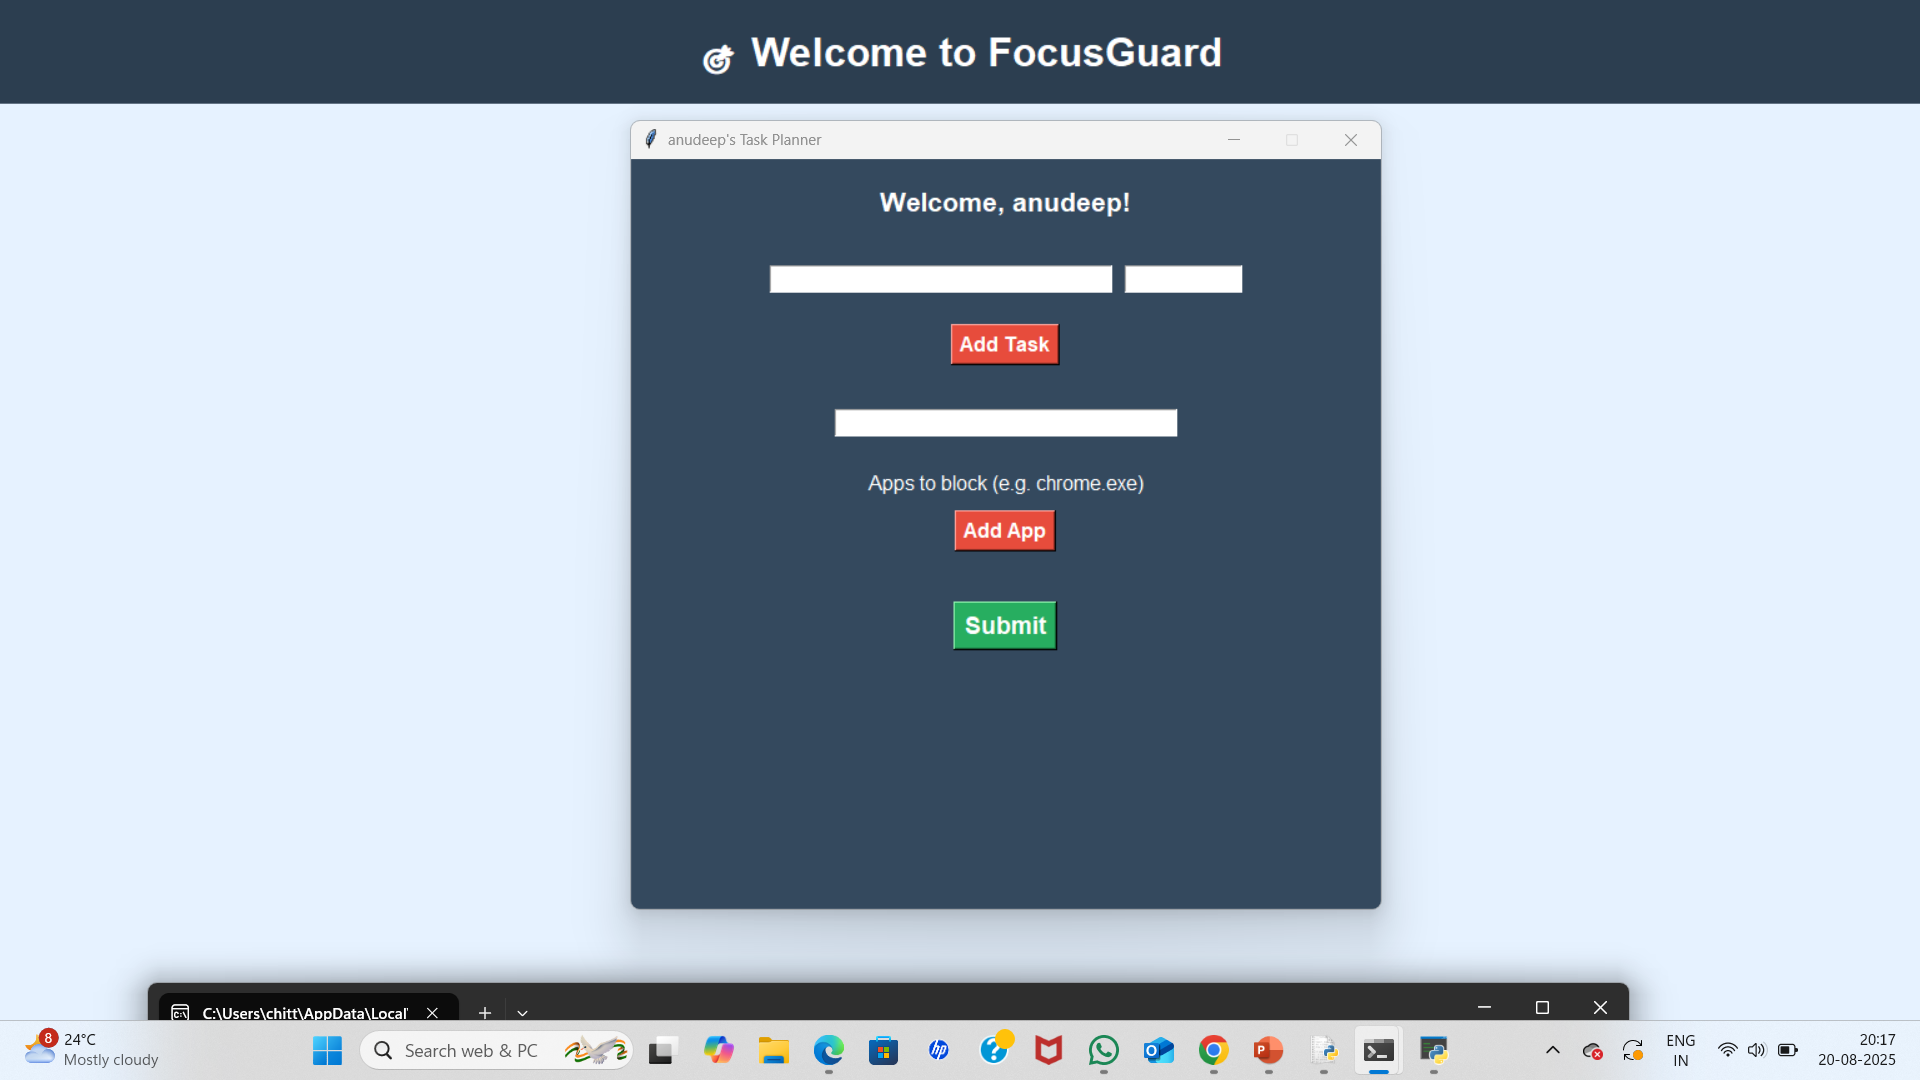 Welcome to FocusGuard
anudeep's Task Planner
Welcome, anudeep!
Add Task
Apps to block (e.g. chrome.exe)
Add App
Submit
C:\Users\chitt\AppData\Local\
8
24°C
Mostly cloudy
Search web & PC
hp
P
ENG
IN
20:17
20-08-2025